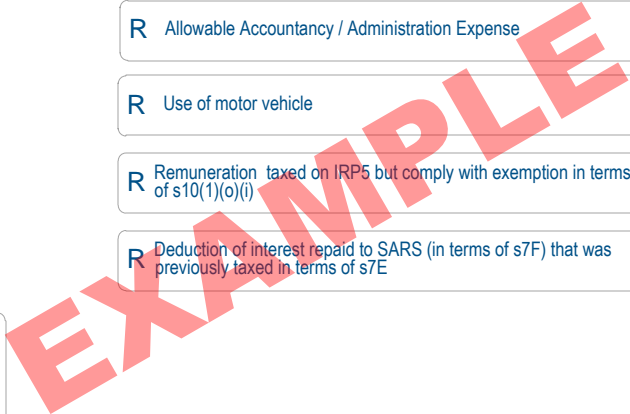 R Allowable Accountancy / Administration Expense
R Use of motor vehicle
R Remuneration taxed on IRP5 but comply with exemption in terms
of s10(1)(o)(i)
R Deduction of interest repaid to SARS (in terms of s7F) that was
previously taxed in terms of s7E
EXAMPLE